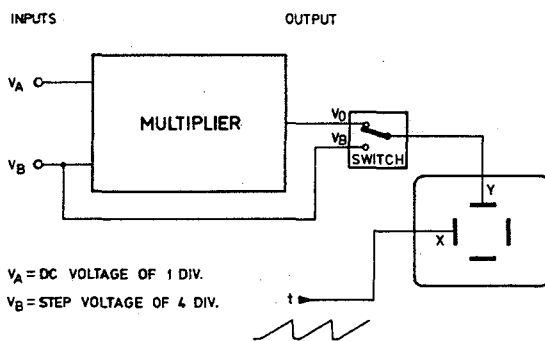 INPUTS
OUTPUT
VA
MULTIPLIER
VO
VB
VB
SWITCH
Y
X
VA = DC VOLTAGE OF 1 DIV.
VB = STEP VOLTAGE OF 4 DIV.
t